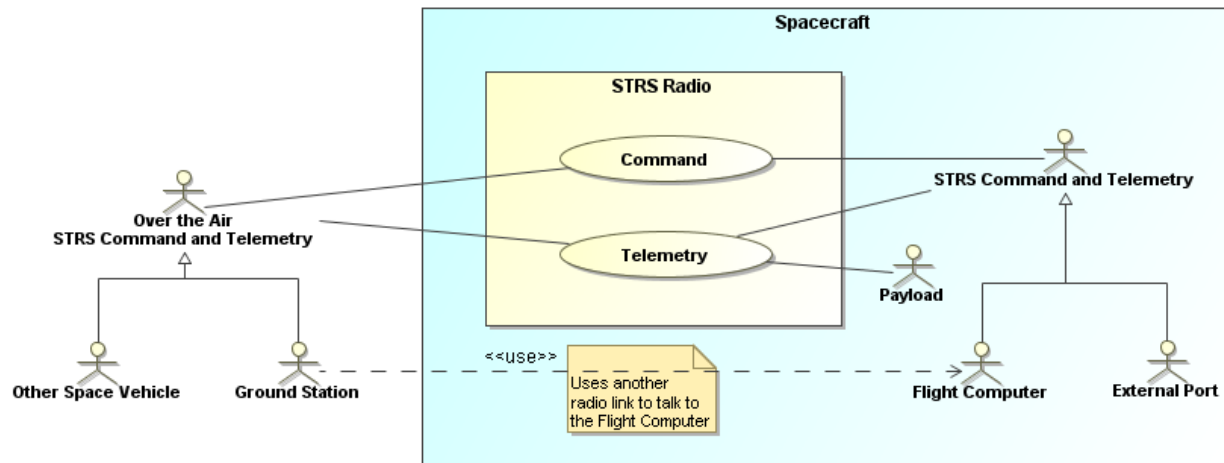 Spacecraft
STRS Radio
Command
STRS Command and Telemetry
Over the Air
STRS Command and Telemetry
Telemetry
Payload
<<use>>
Uses another
radio link to talk to
the Flight Computer
Other Space Vehicle
Ground Station
Flight Computer
External Port